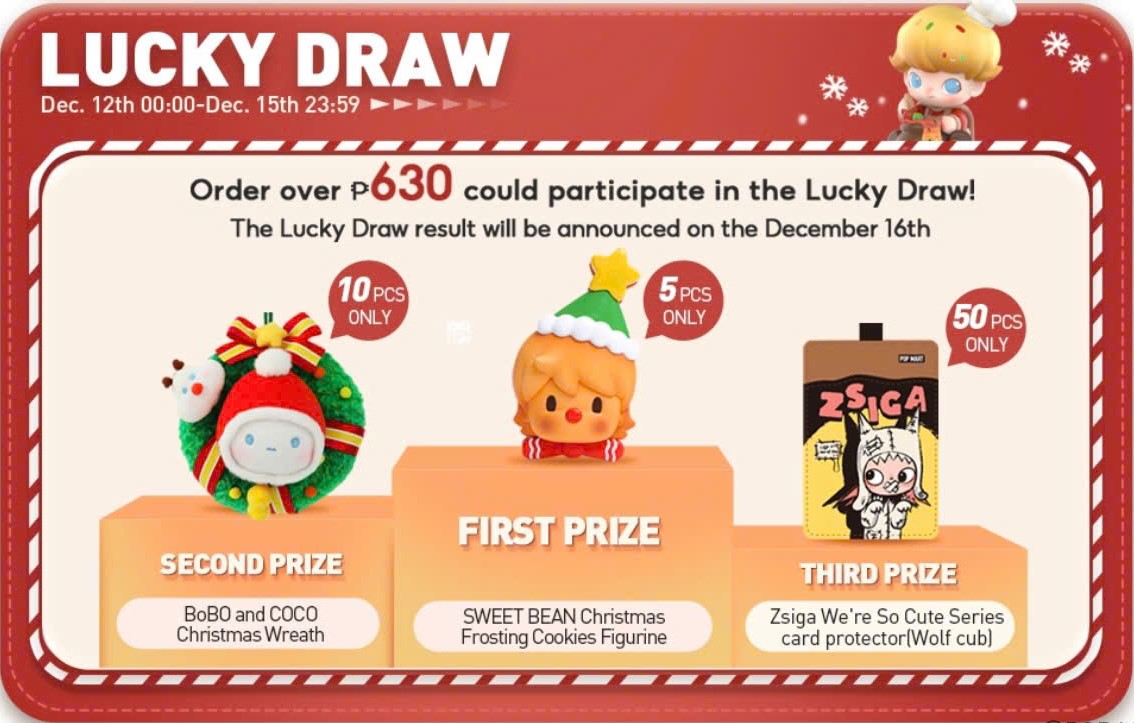 LUCKY DRAW
Dec. 12th 00:00-Dec. 15th 23:59
Order over ₱630 could participate in the Lucky Draw!
The Lucky Draw result will be announced on the December 16th
10 PCS
ONLY
5 PCS
ONLY
50 PCS
ONLY
POP MART
ZSIGA
SECOND PRIZE
BoBO and COCO
Christmas Wreath
FIRST PRIZE
SWEET BEAN Christmas
Frosting Cookies Figurine
THIRD PRIZE
Zsiga We're So Cute Series
card protector(Wolf cub)